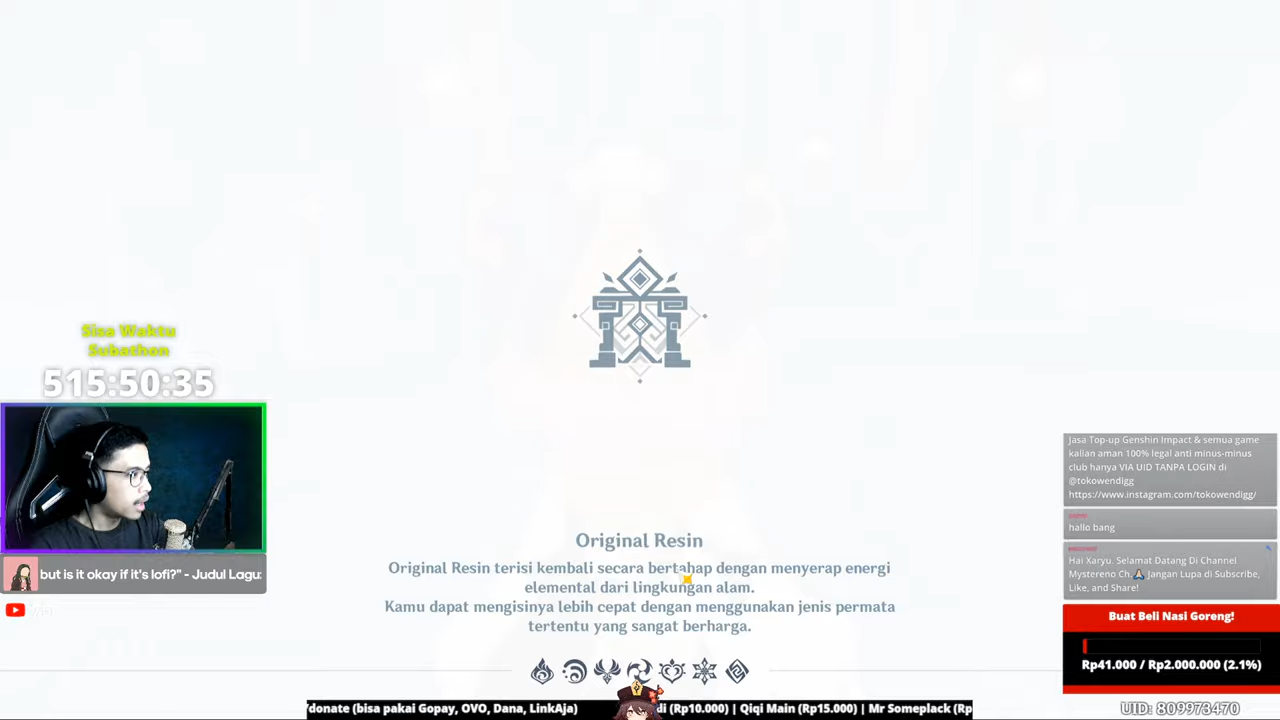 Sisa Waktu
Subathon
515:50:35
but is it okay if it's lofi?" - Judul Lagu:
Original Resin
Original Resin terisi kembali secara bertahap dengan menyerap energi
elemental dari lingkungan alam.
Kamu dapat mengisinya lebih cepat dengan menggunakan jenis permata
tertentu yang sangat berharga.
Jasa Top-up Genshin Impact & semua game
kalian aman 100% legal anti minus-minus
club hanya VIA UID TANPA LOGIN di
@tokowendigg
https://www.instagram.com/tokowendigg/
hallo bang
Hai Xaryu. Selamat Datang Di Channel
Mystereno Ch. Jangan Lupa di Subscribe,
Like, and Share!
Buat Beli Nasi Goreng!
Rp41.000 / Rp2.000.000 (2.1%)
/donate (bisa pakai Gopay, OVO, Dana, LinkAja) di (Rp10.000) | Qiqi Main (Rp15.000) | Mr Someplack (Rp
UID: 809973470